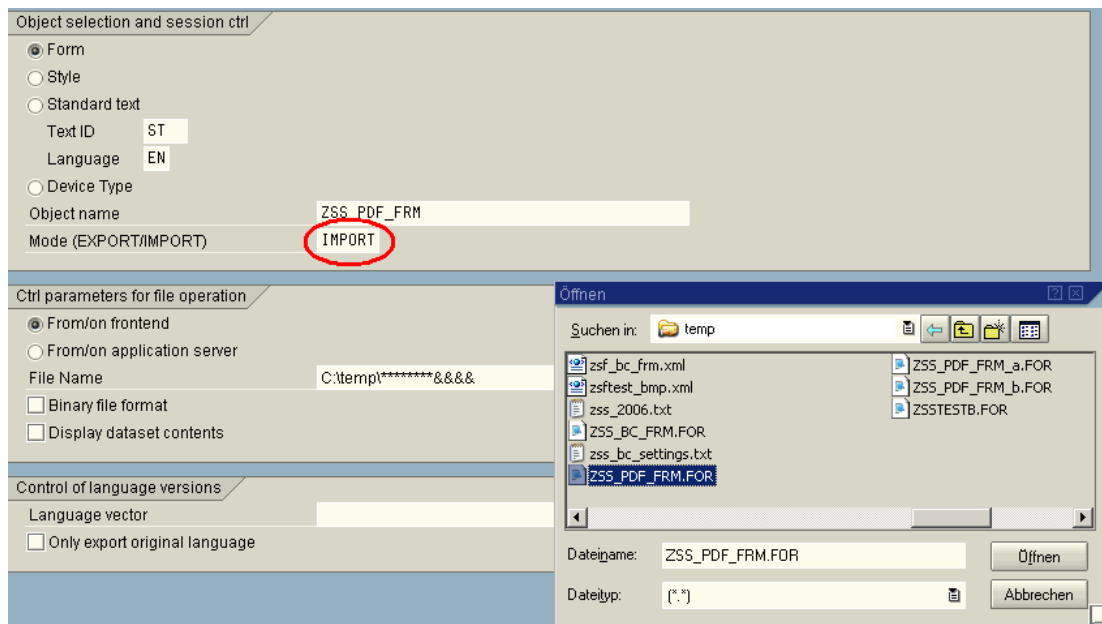 Object selection and session ctrl
Form
Style
Standard text
Text ID ST
Language EN
Device Type
Object name ZSS_PDF_FRM
Mode (EXPORT/IMPORT) IMPORT
Ctrl parameters for file operation
From/on frontend
From/on application server
File Name C:\temp\********&&&&
Binary file format
Display dataset contents
Control of language versions
Language vector
Only export original language
Öffnen
Suchen in: temp
zsf_bc_frm.xml
zsftest_bmp.xml
zss_2006.txt
ZSS_BC_FRM.FOR
zss_bc_settings.txt
ZSS_PDF_FRM.FOR
ZSS_PDF_FRM_a.FOR
ZSS_PDF_FRM_b.FOR
ZSSTESTB.FOR
Dateiname: ZSS_PDF_FRM.FOR Öffnen
Dateityp: (*.*) Abbrechen